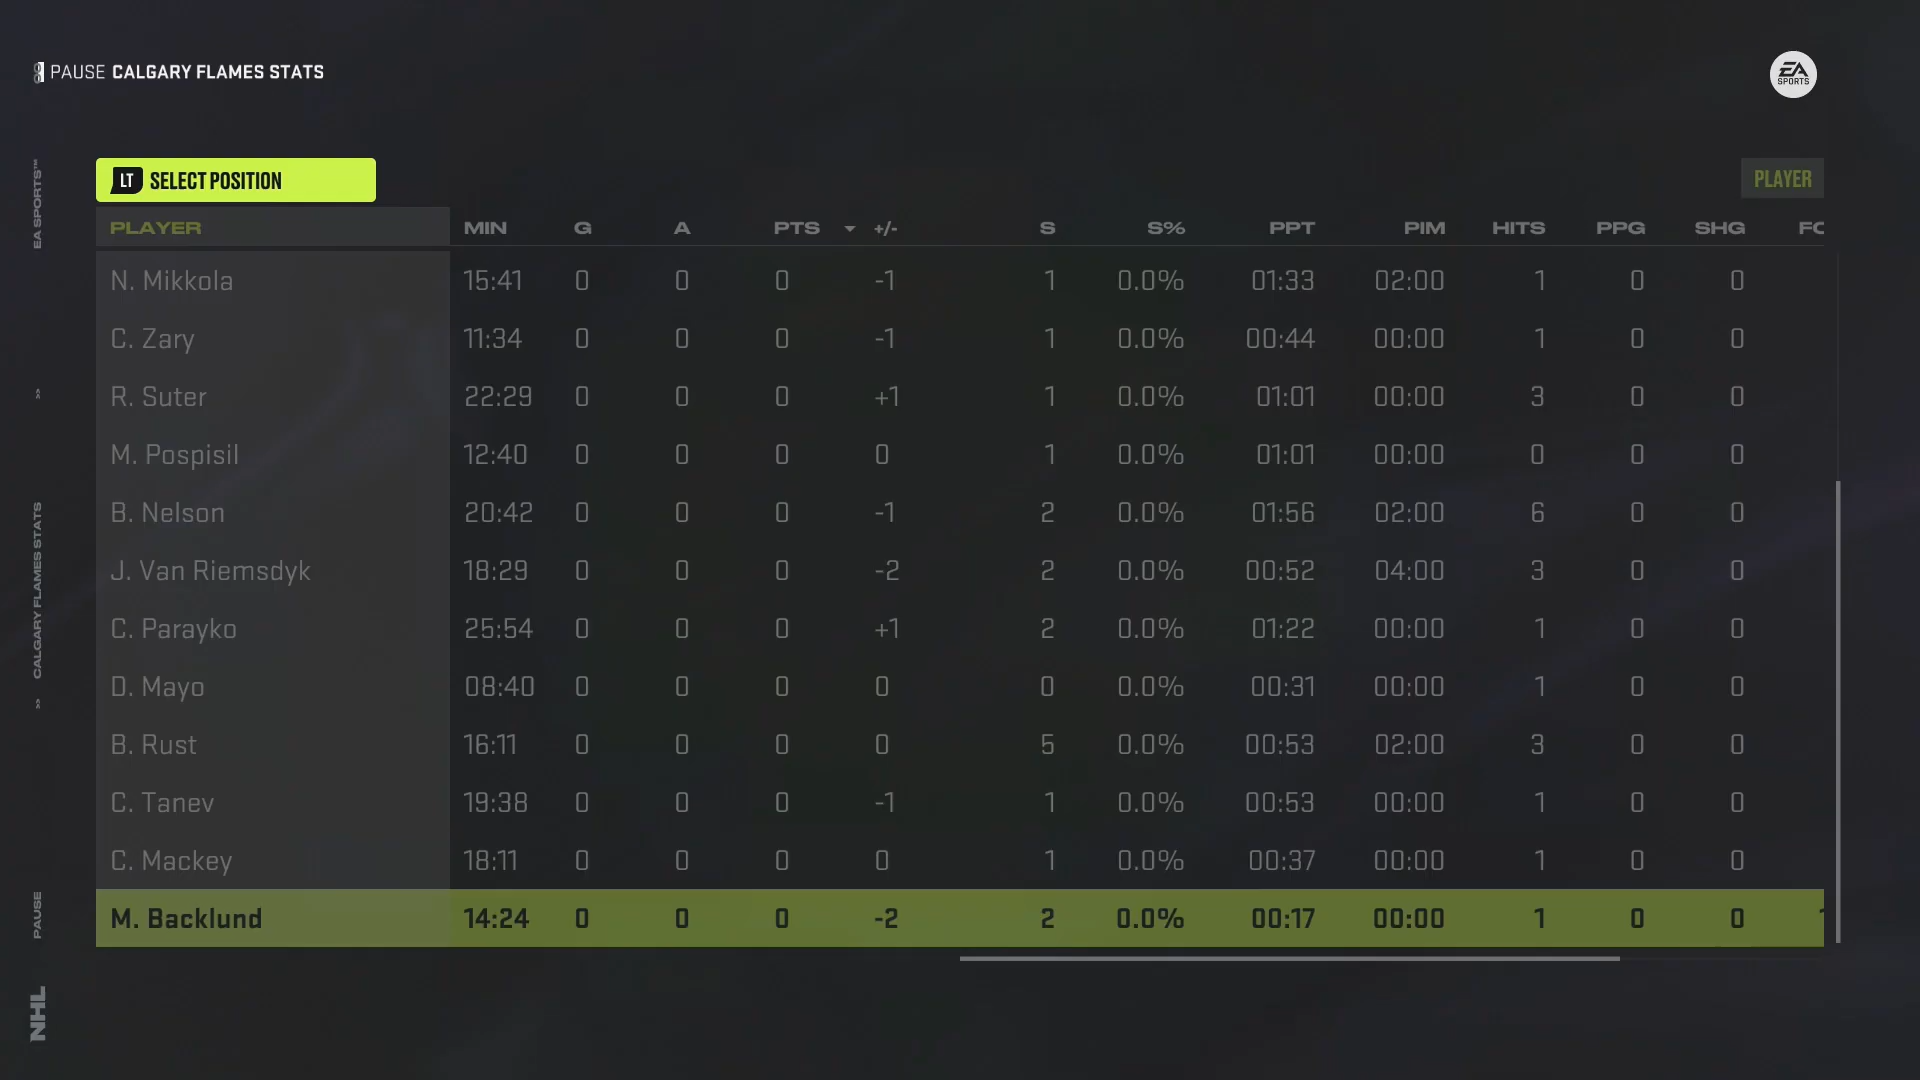 PAUSE CALGARY FLAMES STATS
EA SPORTS
LT SELECT POSITION
PLAYER
PLAYER MIN G A PTS +/- S S% PPT PIM HITS PPG SHG
N. Mikkola 15:41 0 0 0 -1 1 0.0% 01:33 02:00 1 0 0
C. Zary 11:34 0 0 0 -1 1 0.0% 00:44 00:00 1 0 0
R. Suter 22:29 0 0 0 +1 1 0.0% 01:01 00:00 3 0 0
M. Pospisil 12:40 0 0 0 0 1 0.0% 01:01 00:00 0 0 0
B. Nelson 20:42 0 0 0 -1 2 0.0% 01:56 02:00 6 0 0
J. Van Riemsdyk 18:29 0 0 0 -2 2 0.0% 00:52 04:00 3 0 0
C. Parayko 25:54 0 0 0 +1 2 0.0% 01:22 00:00 1 0 0
D. Mayo 08:40 0 0 0 0 0 0.0% 00:31 00:00 1 0 0
B. Rust 16:11 0 0 0 0 5 0.0% 00:53 02:00 3 0 0
C. Tanev 19:38 0 0 0 -1 1 0.0% 00:53 00:00 1 0 0
C. Mackey 18:11 0 0 0 0 1 0.0% 00:37 00:00 1 0 0
M. Backlund 14:24 0 0 0 -2 2 0.0% 00:17 00:00 1 0 0
NHL PAUSE » CALGARY FLAMES STATS » EA SPORTS™